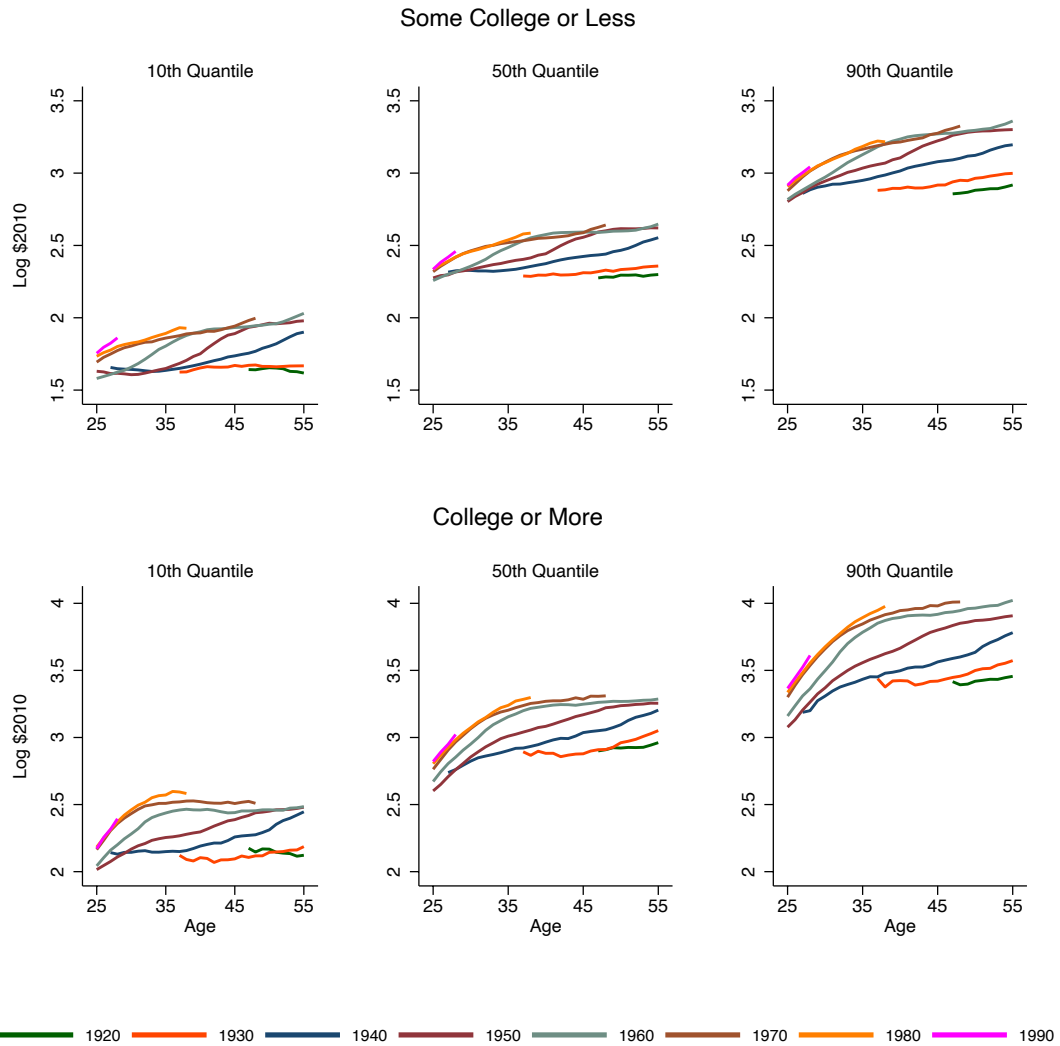 Some College or Less
10th Quantile
50th Quantile
90th Quantile
Log $2010
3.5
3
2.5
2
1.5
25 35 45 55
3.5
3
2.5
2
1.5
25 35 45 55
3.5
3
2.5
2
1.5
25 35 45 55
College or More
10th Quantile
50th Quantile
90th Quantile
Log $2010
4
3.5
3
2.5
2
25 35 45 55
Age
4
3.5
3
2.5
2
25 35 45 55
Age
4
3.5
3
2.5
2
25 35 45 55
Age
1920 1930 1940 1950 1960 1970 1980 1990